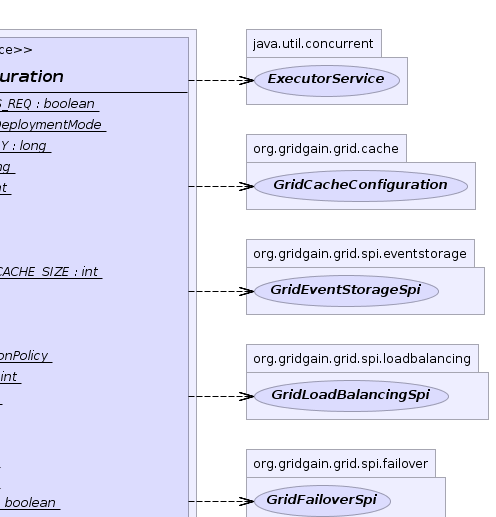 ce>>
uration
S_REQ : boolean
DeploymentMode
Y : long
ng
nt
CACHE_SIZE : int
onPolicy
int
boolean
java.util.concurrent
ExecutorService
org.gridgain.grid.cache
GridCacheConfiguration
org.gridgain.grid.spi.eventstorage
GridEventStorageSpi
org.gridgain.grid.spi.loadbalancing
GridLoadBalancingSpi
org.gridgain.grid.spi.failover
GridFailoverSpi